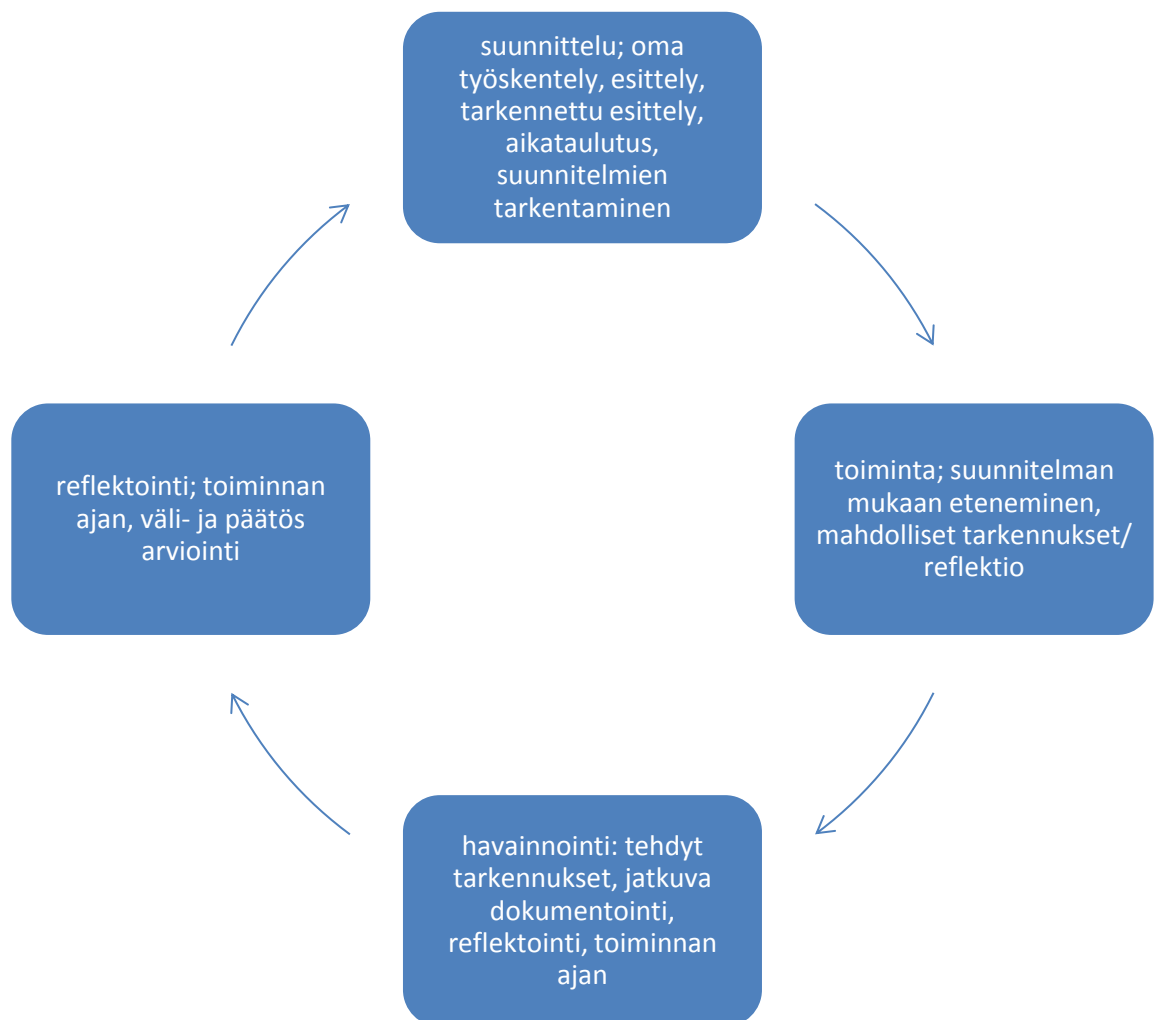 suunnittelu; oma
työskentely, esittely,
tarkennettu esittely,
aikataulutus,
suunnitelmien
tarkentaminen
toiminta; suunnitelman
mukaan eteneminen,
mahdolliset tarkennukset/
reflektio
havainnointi: tehdyt
tarkennukset, jatkuva
dokumentointi,
reflektointi, toiminnan
ajan
reflektointi; toiminnan
ajan, väli- ja päätös
arviointi